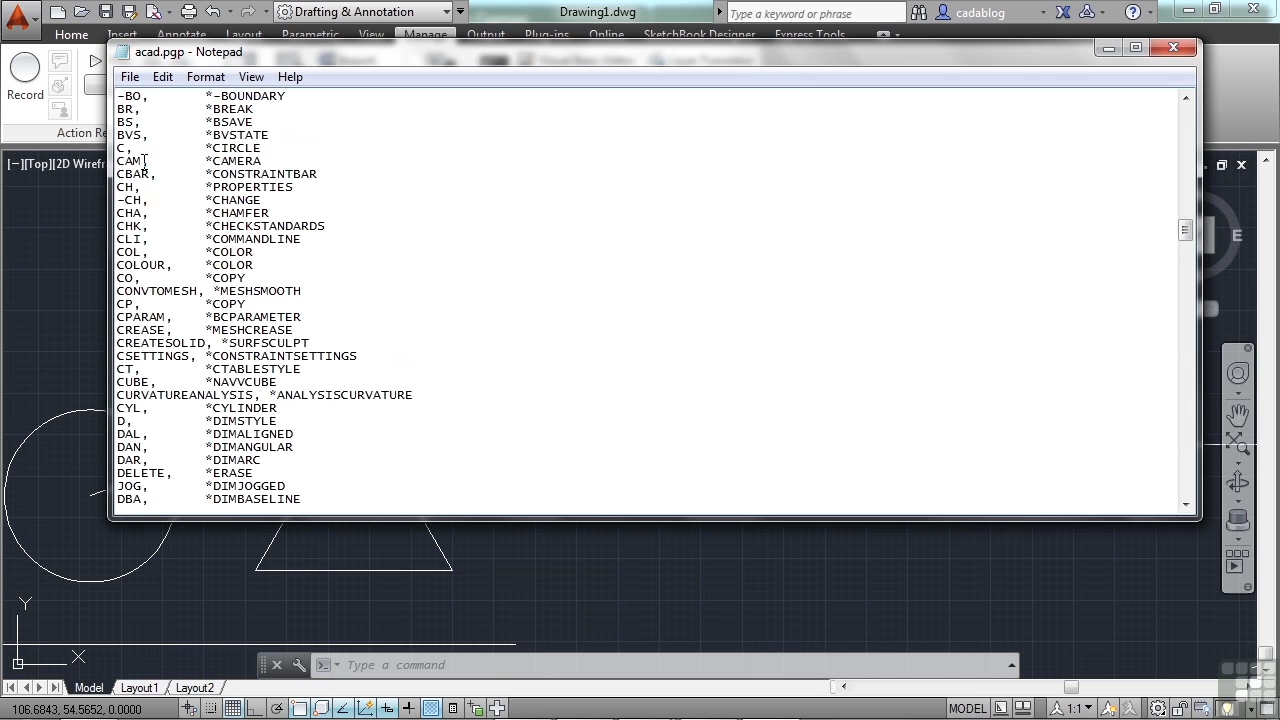 Drafting & Annotation
Drawing1.dwg
Type a keyword or phrase
cadablog
Home Insert Annotate Layout Parametric View Manage Output Plug-ins Online SketchBook Designer Express Tools
acad.pgp - Notepad
File Edit Format View Help
Record
Action Re
[−][Top][2D Wirefr
-BO, *-BOUNDARY
BR, *BREAK
BS, *BSAVE
BVS, *BVSTATE
C, *CIRCLE
CAM, *CAMERA
CBAR, *CONSTRAINTBAR
CH, *PROPERTIES
-CH, *CHANGE
CHA, *CHAMFER
CHK, *CHECKSTANDARDS
CLI, *COMMANDLINE
COL, *COLOR
COLOUR, *COLOR
CO, *COPY
CONVTOMESH, *MESHSMOOTH
CP, *COPY
CPARAM, *BCPARAMETER
CREASE, *MESHCREASE
CREATESOLID, *SURFSCULPT
CSETTINGS, *CONSTRAINTSETTINGS
CT, *CTABLESTYLE
CUBE, *NAVVCUBE
CURVATUREANALYSIS, *ANALYSISCURVATURE
CYL, *CYLINDER
D, *DIMSTYLE
DAL, *DIMALIGNED
DAN, *DIMANGULAR
DAR, *DIMARC
DELETE, *ERASE
JOG, *DIMJOGGED
DBA, *DIMBASELINE
E
Y
X
Type a command
Model Layout1 Layout2
106.6843, 54.5652, 0.0000
MODEL
1:1